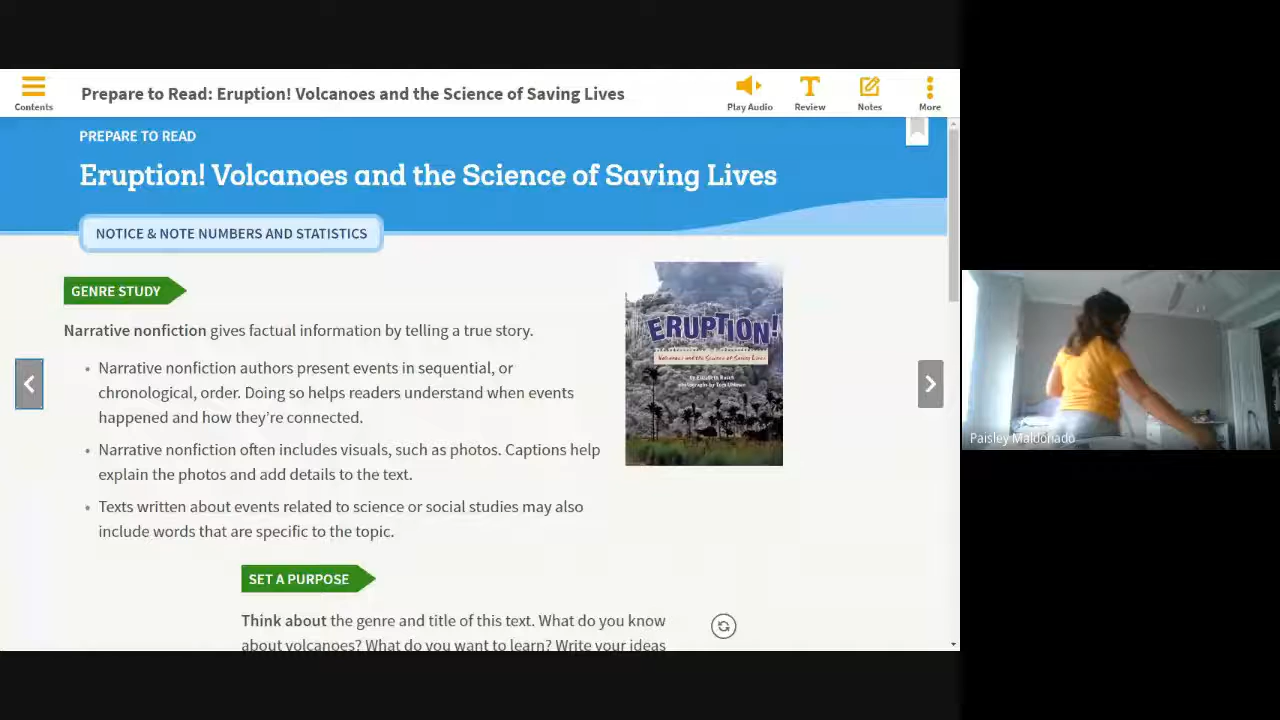 Contents
Prepare to Read: Eruption! Volcanoes and the Science of Saving Lives
Play Audio
Review
Notes
More
PREPARE TO READ
Eruption! Volcanoes and the Science of Saving Lives
NOTICE & NOTE NUMBERS AND STATISTICS
GENRE STUDY
Narrative nonfiction gives factual information by telling a true story.
• Narrative nonfiction authors present events in sequential, or
chronological, order. Doing so helps readers understand when events
happened and how they’re connected.
• Narrative nonfiction often includes visuals, such as photos. Captions help
explain the photos and add details to the text.
• Texts written about events related to science or social studies may also
include words that are specific to the topic.
ERUPTION!
Volcanoes and the Science of Saving Lives
SET A PURPOSE
Think about the genre and title of this text. What do you know
about volcanoes? What do you want to learn? Write your ideas
Paisley Maldonado